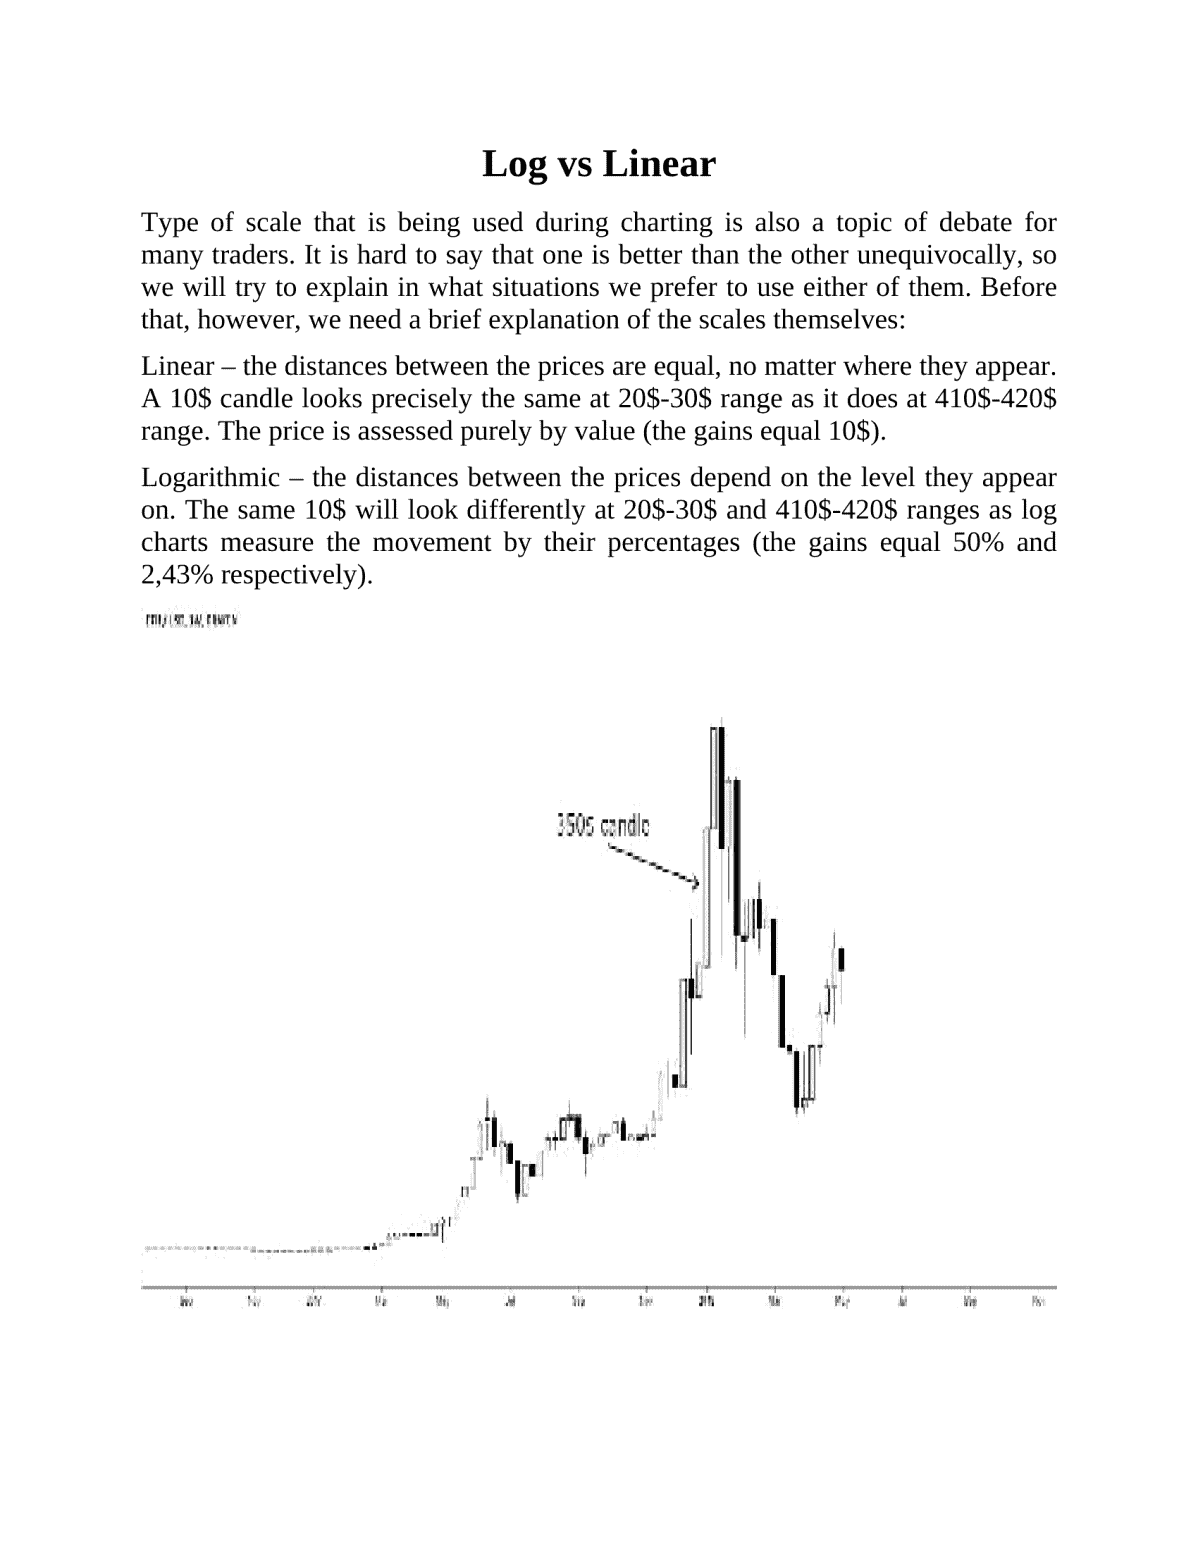 Log vs Linear
Type of scale that is being used during charting is also a topic of debate for
many traders. It is hard to say that one is better than the other unequivocally, so
we will try to explain in what situations we prefer to use either of them. Before
that, however, we need a brief explanation of the scales themselves:
Linear – the distances between the prices are equal, no matter where they appear.
A 10$ candle looks precisely the same at 20$-30$ range as it does at 410$-420$
range. The price is assessed purely by value (the gains equal 10$).
Logarithmic – the distances between the prices depend on the level they appear
on. The same 10$ will look differently at 20$-30$ and 410$-420$ ranges as log
charts measure the movement by their percentages (the gains equal 50% and
2,43% respectively).
350$ candle